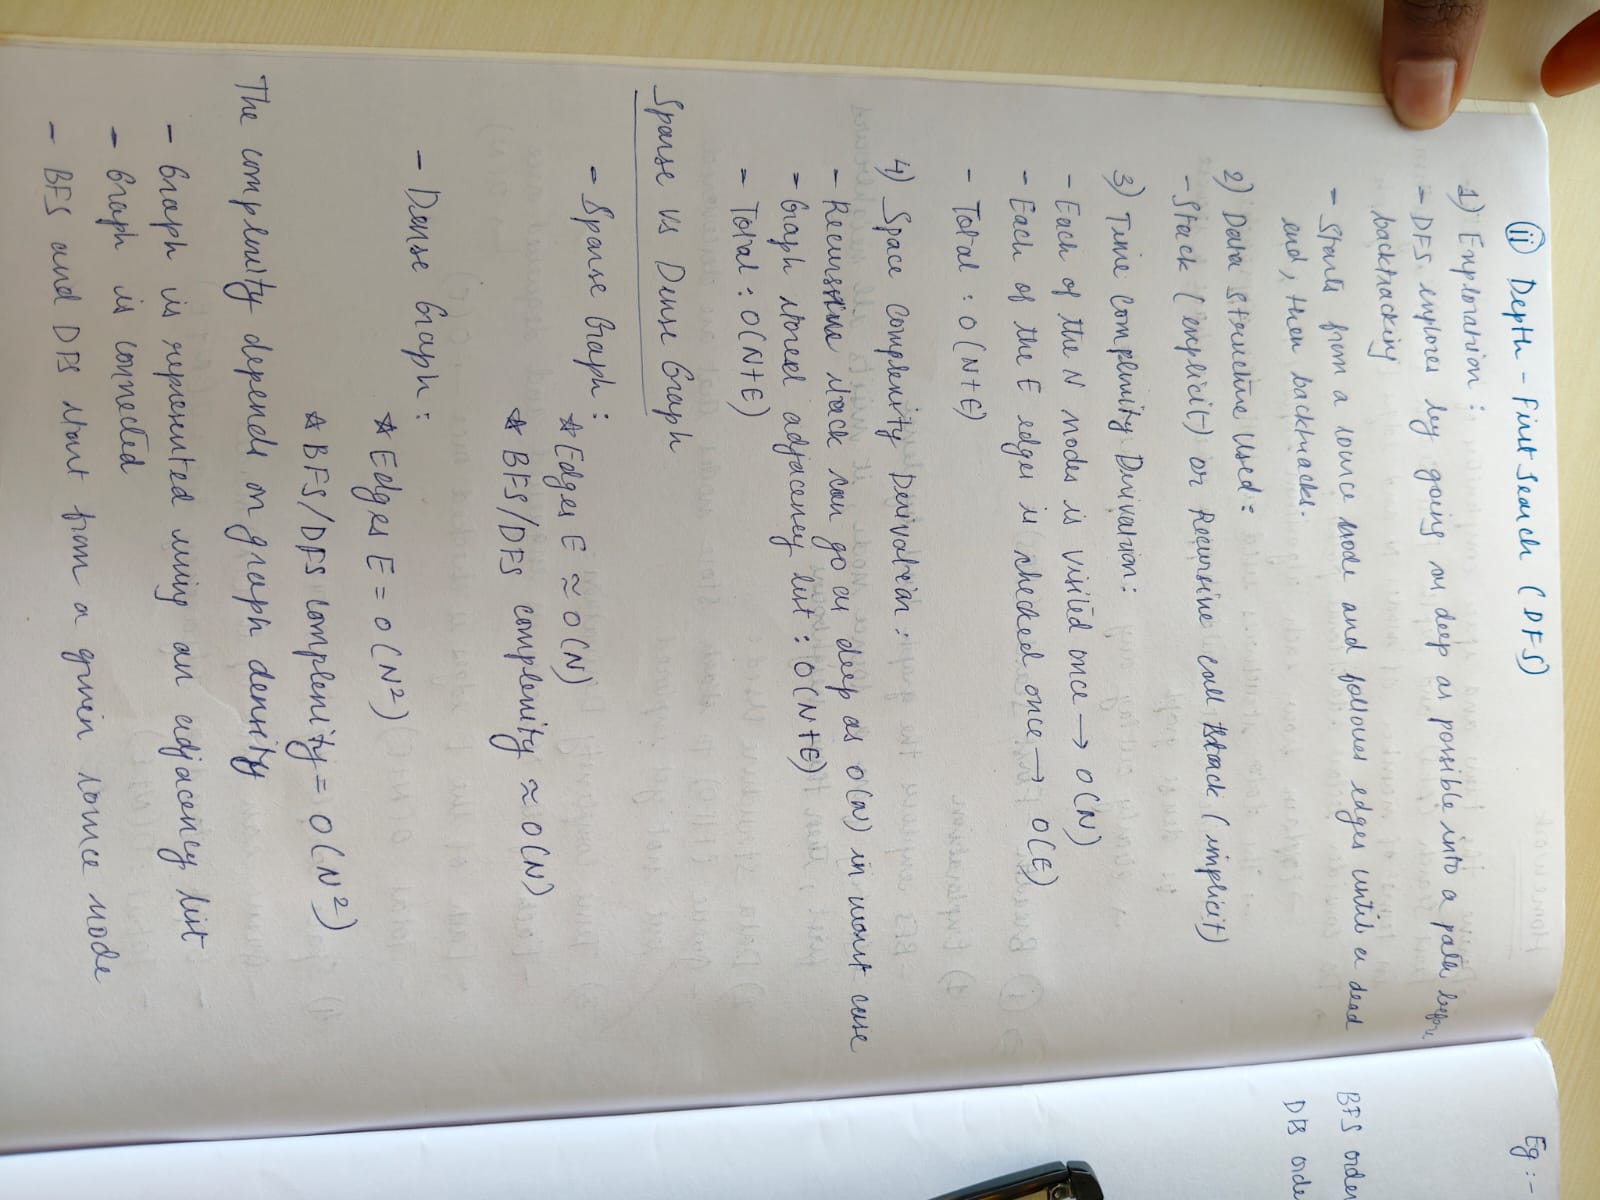 (ii) Depth - First Search (DFS)
1) Exploration :
- DFS explores by going as deep as possible into a path before
backtracking
- Starts from a source node and follows edges until a dead
end, then backtracks.
2) Data structure Used:
- Stack (explicit) or Recursive call stack (implicit)
3) Time complexity Derivation:
- Each of the N nodes is visited once → O(N)
- Each of the E edges is checked once → O(E)
- Total : O(N+E)
4) Space complexity Derivation :
- Recursive stack can go as deep as O(N) in worst case
- Graph stored adjacency list : O(N+E)
- Total : O(N+E)
Sparse vs Dense Graph
- Sparse Graph :
* Edges E ≈ O(N)
* BFS/DFS complexity ≈ O(N)
- Dense Graph :
* Edges E = O(N²)
* BFS/DFS complexity = O(N²)
The complexity depends on graph density
- Graph is represented using an adjacency list
- Graph is connected
- BFS and DFS start from a given source node
Eg :-
BFS order
DFS orde